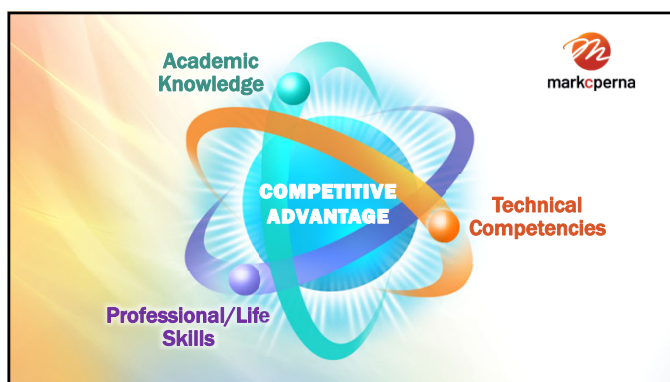 Academic
Knowledge
markcperna
COMPETITIVE
ADVANTAGE
Technical
Competencies
Professional/Life
Skills